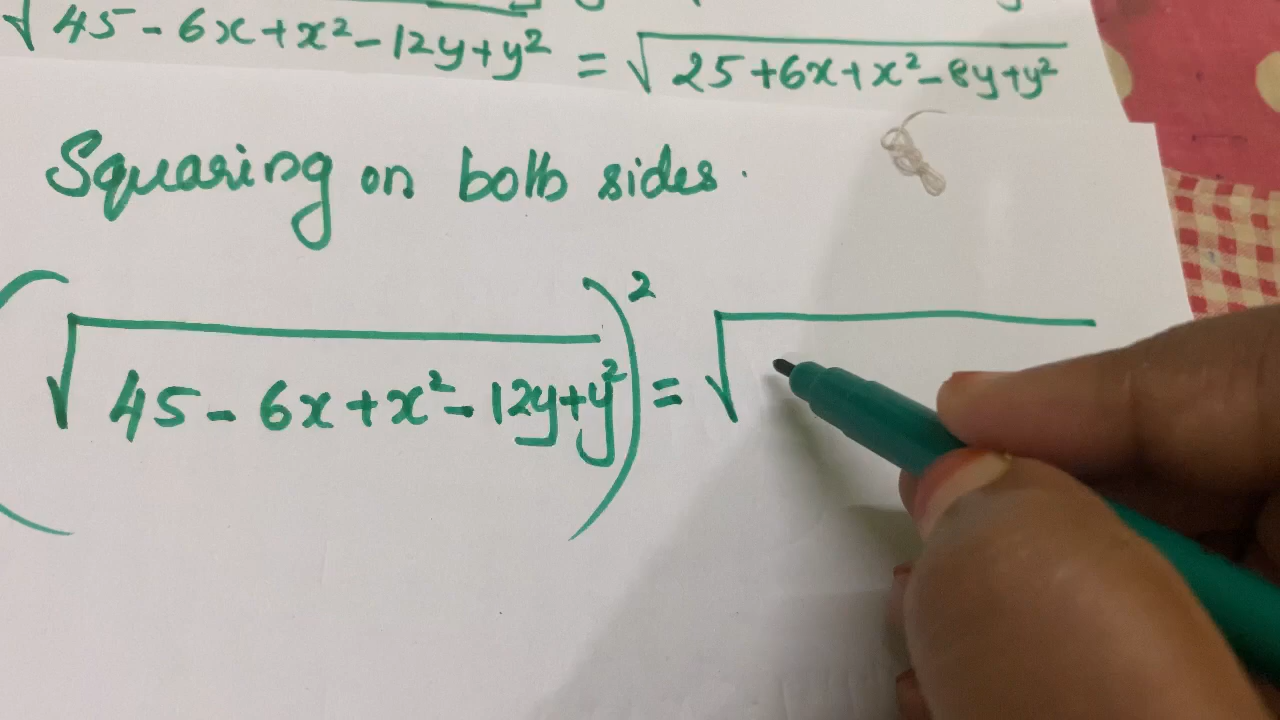 √45 - 6x + x² - 12y + y² = √25 + 6x + x² - 8y + y²
Squaring on both sides.
(√45 - 6x + x² - 12y + y²)² = √